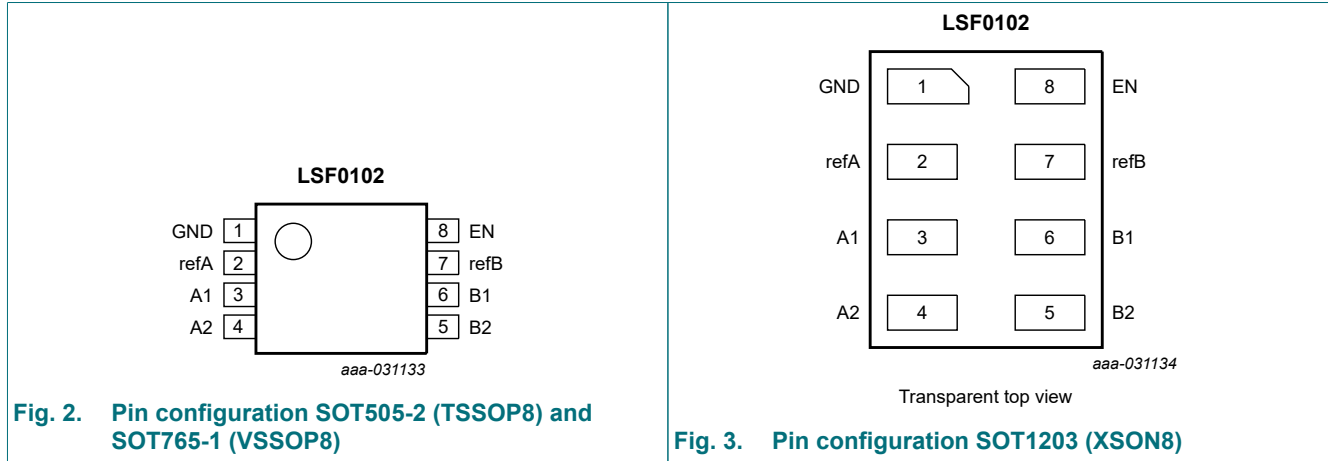 LSF0102
GND 1 8 EN
refA 2 7 refB
A1 3 6 B1
A2 4 5 B2
aaa-031133
Fig. 2. Pin configuration SOT505-2 (TSSOP8) and
SOT765-1 (VSSOP8)
LSF0102
GND 1 8 EN
refA 2 7 refB
A1 3 6 B1
A2 4 5 B2
aaa-031134
Transparent top view
Fig. 3. Pin configuration SOT1203 (XSON8)